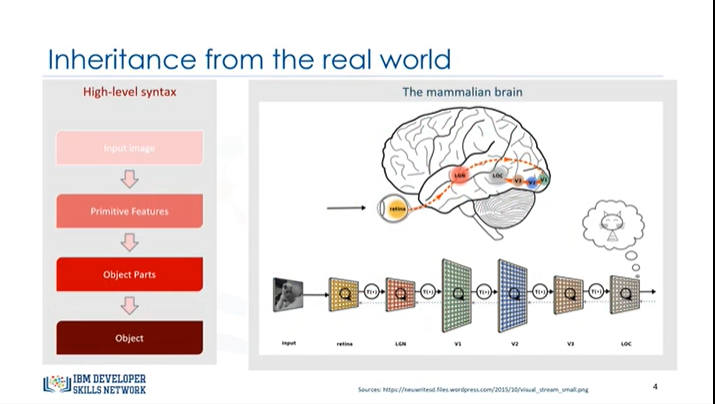 Inheritance from the real world
High-level syntax
Input image
Primitive Features
Object Parts
Object
The mammalian brain
LGN
LOC
V3
V2
V1
retina
T(•)
T(•)
T(•)
T(•)
T(•)
input
retina
LGN
V1
V2
V3
LOC
IBM DEVELOPER
SKILLS NETWORK
Sources: https://neuwritesd.files.wordpress.com/2015/10/visual_stream_small.png
4